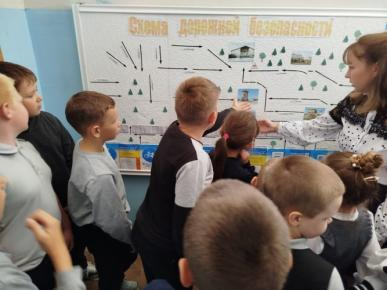 Схема дорожной безопасности